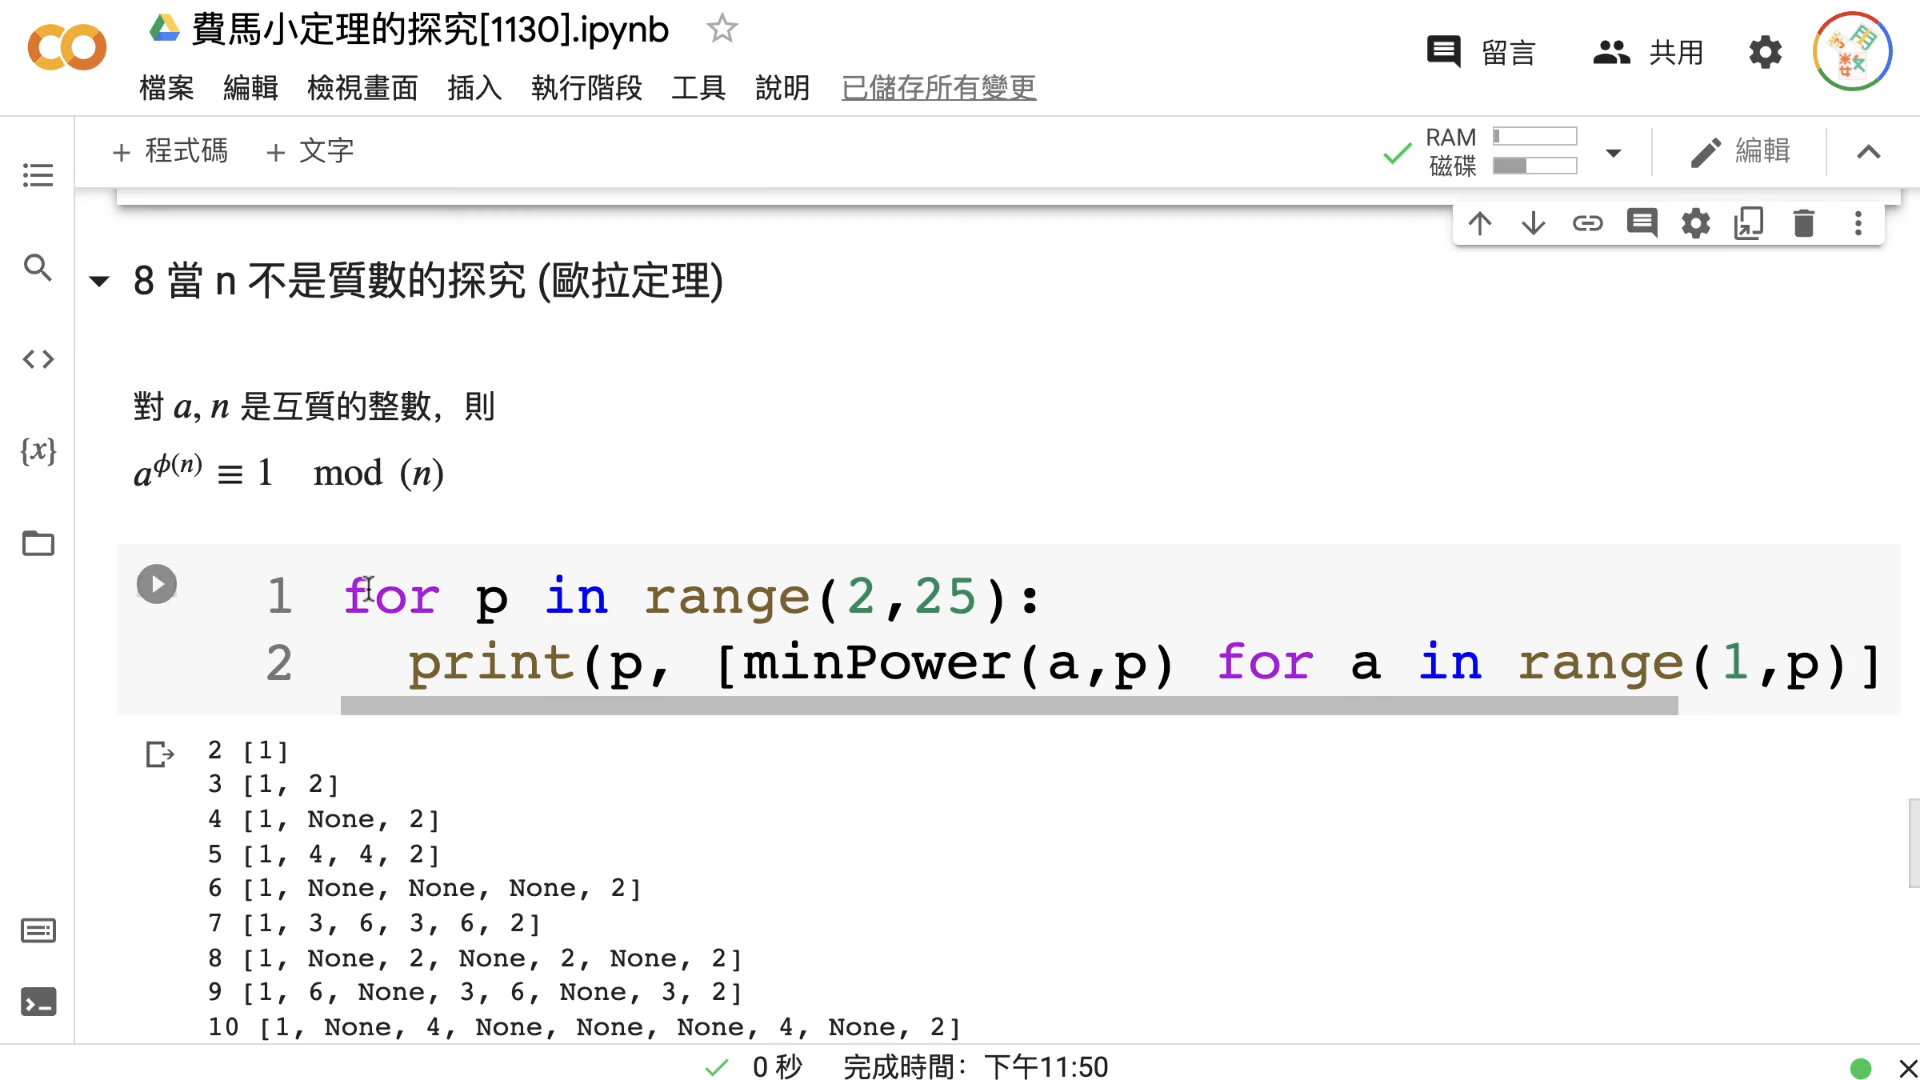 費馬小定理的探究[1130].ipynb
留言 共用
檔案 編輯 檢視畫面 插入 執行階段 工具 說明 已儲存所有變更
+ 程式碼 + 文字
RAM
磁碟
編輯
8 當 n 不是質數的探究 (歐拉定理)
對 a, n 是互質的整數，則
a^ϕ(n) ≡ 1 mod (n)
{x}
1 for p in range(2,25):
2 print(p, [minPower(a,p) for a in range(1,p)]
2 [1]
3 [1, 2]
4 [1, None, 2]
5 [1, 4, 4, 2]
6 [1, None, None, None, 2]
7 [1, 3, 6, 3, 6, 2]
8 [1, None, 2, None, 2, None, 2]
9 [1, 6, None, 3, 6, None, 3, 2]
10 [1, None, 4, None, None, None, 4, None, 2]
0 秒 完成時間：下午11:50